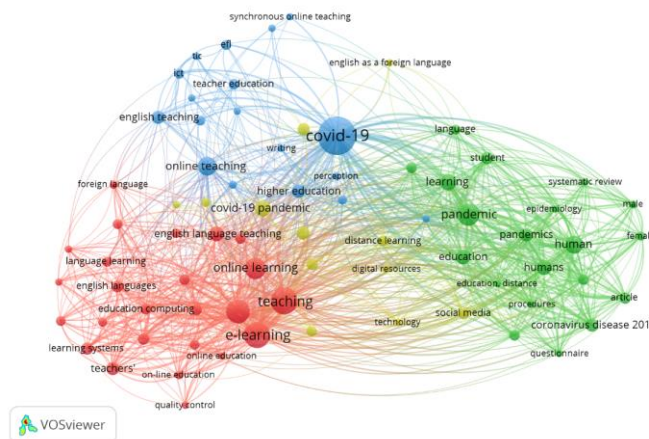 synchronous online teaching
efl
tic
english as a foreign language
ict
teacher education
english teaching
covid-19
language
writing
student
online teaching
perception
learning
systematic review
foreign language
higher education
male
covid-19 pandemic
pandemic
epidemiology
english language teaching
pandemics
female
distance learning
human
language learning
online learning
education
digital resources
humans
english languages
education, distance
teaching
article
education computing
procedures
social media
technology
coronavirus disease 201
e-learning
learning systems
online education
questionnaire
teachers'
on-line education
quality control
VOSviewer